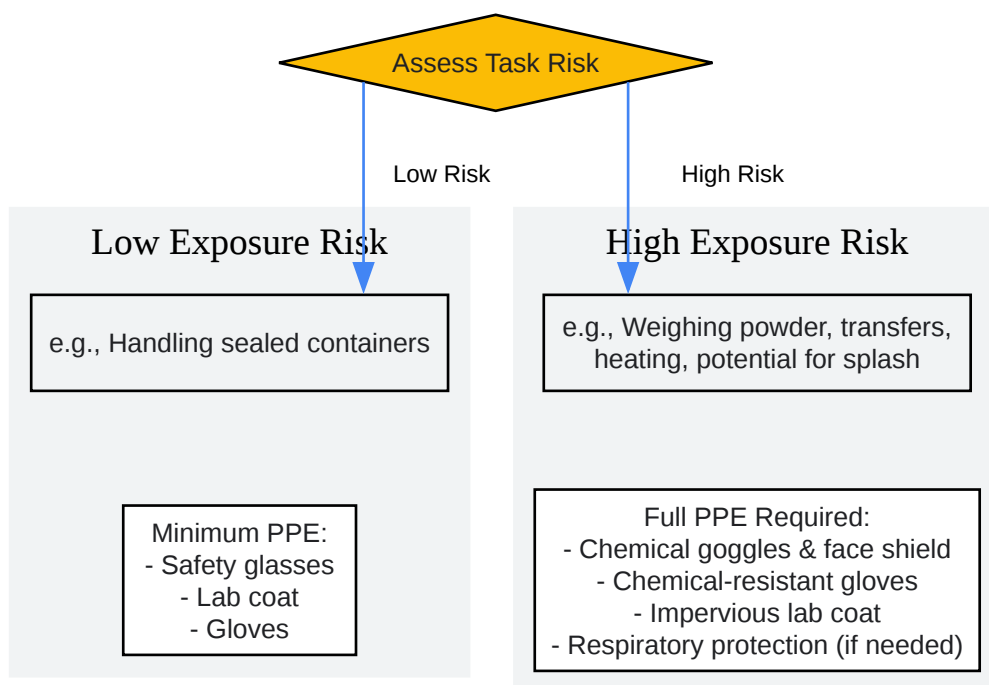 Assess Task Risk
Low Risk
High Risk
Low Exposure Risk
High Exposure Risk
e.g., Handling sealed containers
e.g., Weighing powder, transfers,
heating, potential for splash
Minimum PPE:
- Safety glasses
- Lab coat
- Gloves
Full PPE Required:
- Chemical goggles & face shield
- Chemical-resistant gloves
- Impervious lab coat
- Respiratory protection (if needed)